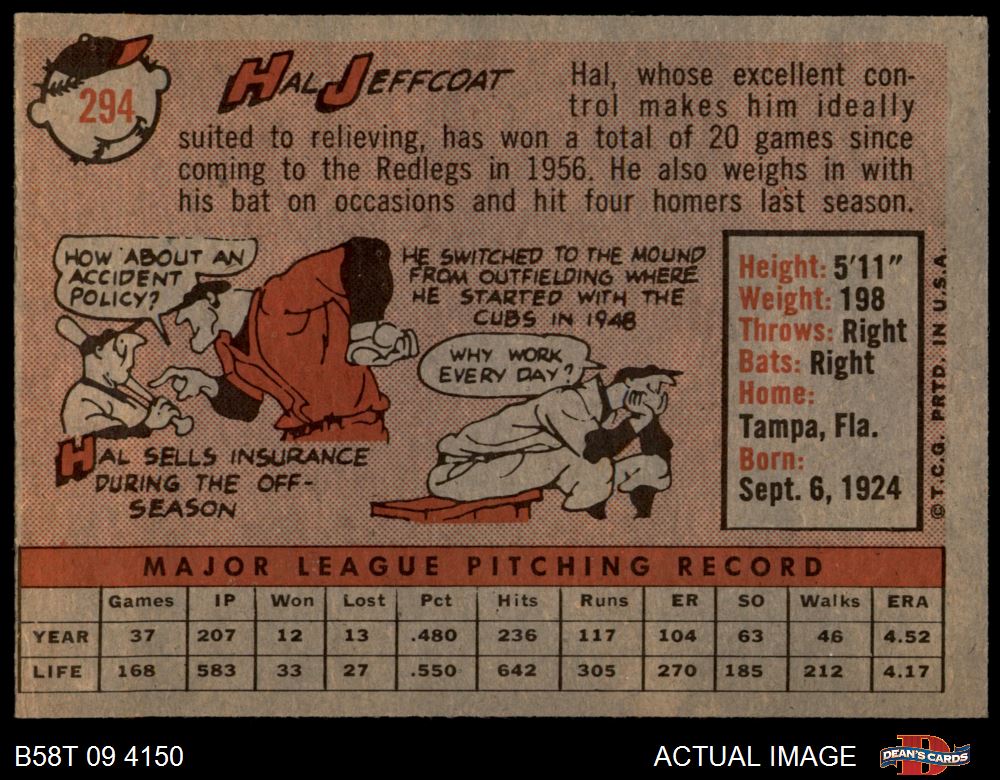 294
HAL JEFFCOAT
Hal, whose excellent con-
trol makes him ideally
suited to relieving, has won a total of 20 games since
coming to the Redlegs in 1956. He also weighs in with
his bat on occasions and hit four homers last season.
HOW ABOUT AN
ACCIDENT
POLICY?
HAL SELLS INSURANCE
DURING THE OFF-
SEASON
HE SWITCHED TO THE MOUND
FROM OUTFIELDING WHERE
HE STARTED WITH THE
CUBS IN 1948
WHY WORK
EVERY DAY?
Height: 5'11"
Weight: 198
Throws: Right
Bats: Right
Home:
Tampa, Fla.
Born:
Sept. 6, 1924
©T.C.G. PRTD. IN U.S.A.
MAJOR LEAGUE PITCHING RECORD
Games IP Won Lost Pct Hits Runs ER SO Walks ERA
YEAR 37 207 12 13 .480 236 117 104 63 46 4.52
LIFE 168 583 33 27 .550 642 305 270 185 212 4.17
B58T 09 4150
ACTUAL IMAGE
DEAN'S CARDS